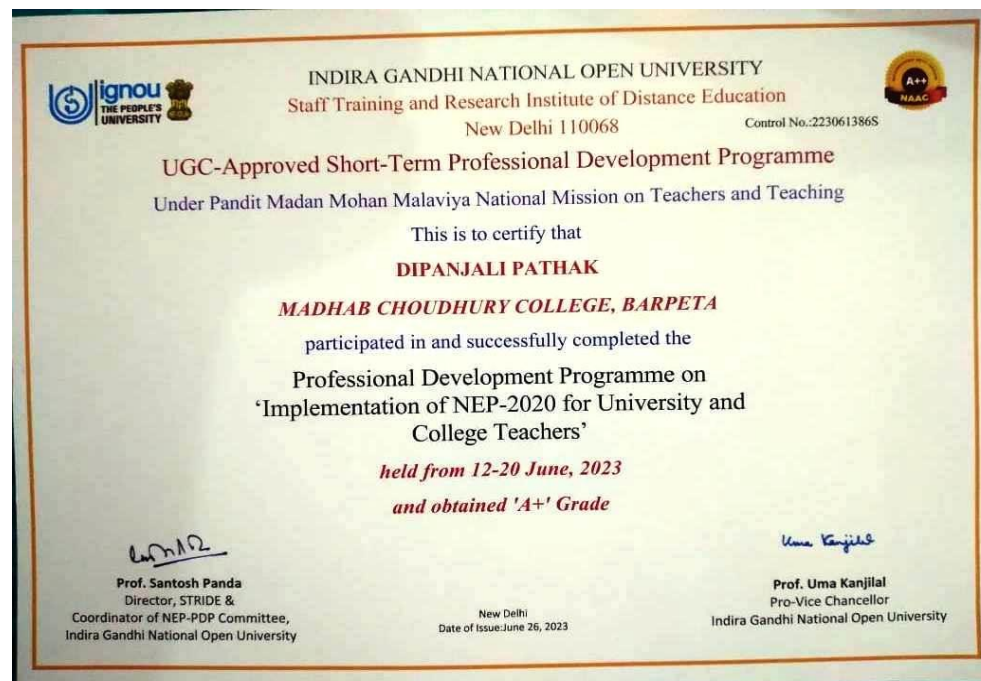 ignou
THE PEOPLE'S
UNIVERSITY
INDIRA GANDHI NATIONAL OPEN UNIVERSITY
Staff Training and Research Institute of Distance Education
New Delhi 110068
A++
NAAC
Control No.:223061386S
UGC-Approved Short-Term Professional Development Programme
Under Pandit Madan Mohan Malaviya National Mission on Teachers and Teaching
This is to certify that
DIPANJALI PATHAK
MADHAB CHOUDHURY COLLEGE, BARPETA
participated in and successfully completed the
Professional Development Programme on
‘Implementation of NEP-2020 for University and
College Teachers’
held from 12-20 June, 2023
and obtained 'A+' Grade
Prof. Santosh Panda
Director, STRIDE &
Coordinator of NEP-PDP Committee,
Indira Gandhi National Open University
New Delhi
Date of Issue:June 26, 2023
Uma Kanjilal
Prof. Uma Kanjilal
Pro-Vice Chancellor
Indira Gandhi National Open University